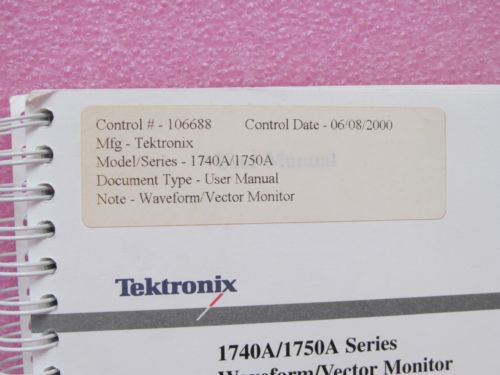 Control # - 106688 Control Date - 06/08/2000
Mfg - Tektronix
Model/Series - 1740A/1750A
Document Type - User Manual
Note - Waveform/Vector Monitor
Tektronix
1740A/1750A Series
Waveform/Vector Monitor